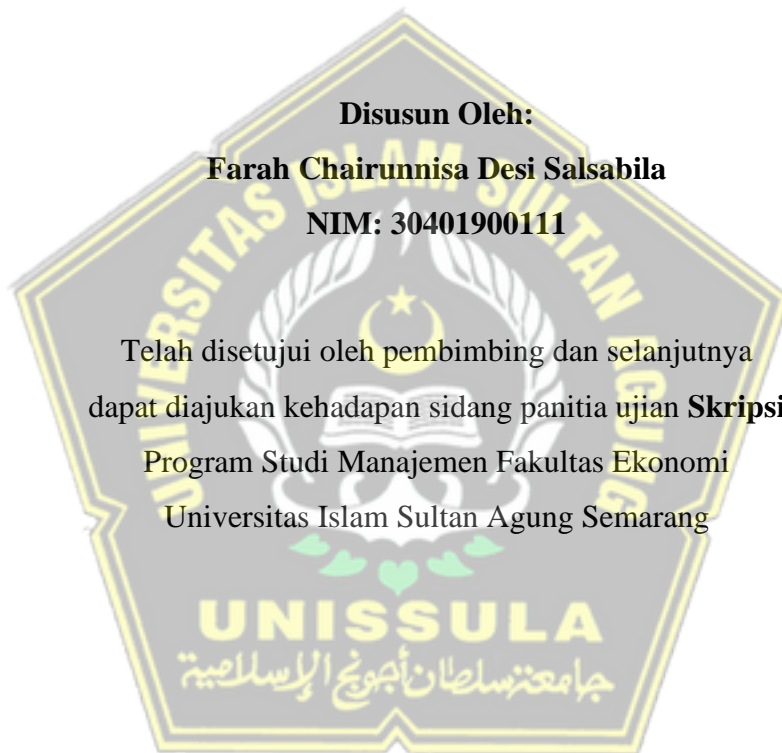 Disusun Oleh:
Farah Chairunnisa Desi Salsabila
NIM: 30401900111
UNIVERSITAS ISLAM SULTAN AGUNG
Telah disetujui oleh pembimbing dan selanjutnya
dapat diajukan kehadapan sidang panitia ujian Skripsi
Program Studi Manajemen Fakultas Ekonomi
Universitas Islam Sultan Agung Semarang
UNISSULA
جامعة سلطان أجونج الإسلامية